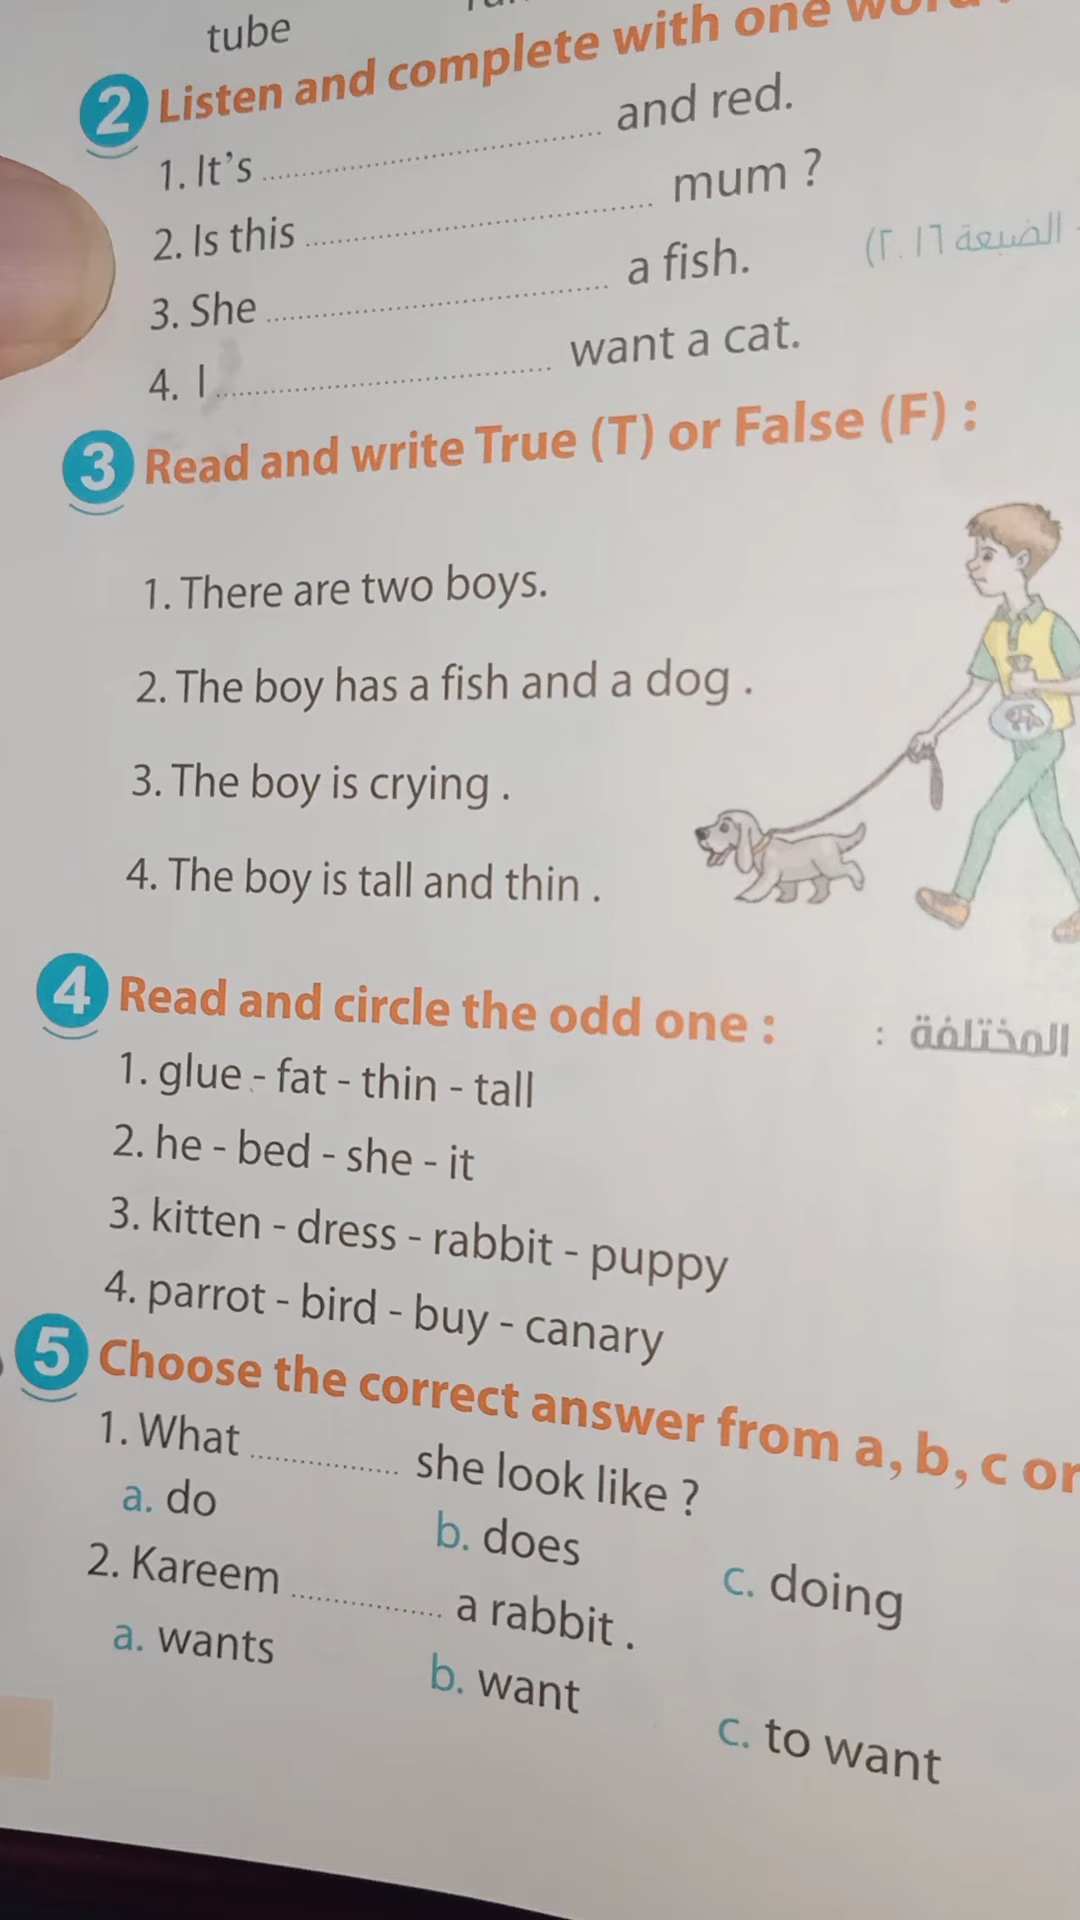 tube
2 Listen and complete with one word
1. It's ........ and red.
2. Is this ........ mum ?
3. She ........ a fish.
الضبعة ٢٠١٦)
4. I ........ want a cat.
3 Read and write True (T) or False (F) :
1. There are two boys.
2. The boy has a fish and a dog .
3. The boy is crying .
4. The boy is tall and thin .
4 Read and circle the odd one :
المختلفة :
1. glue - fat - thin - tall
2. he - bed - she - it
3. kitten - dress - rabbit - puppy
4. parrot - bird - buy - canary
5 Choose the correct answer from a, b, c or
1. What ........ she look like ?
a. do b. does c. doing
2. Kareem ........ a rabbit .
a. wants b. want c. to want